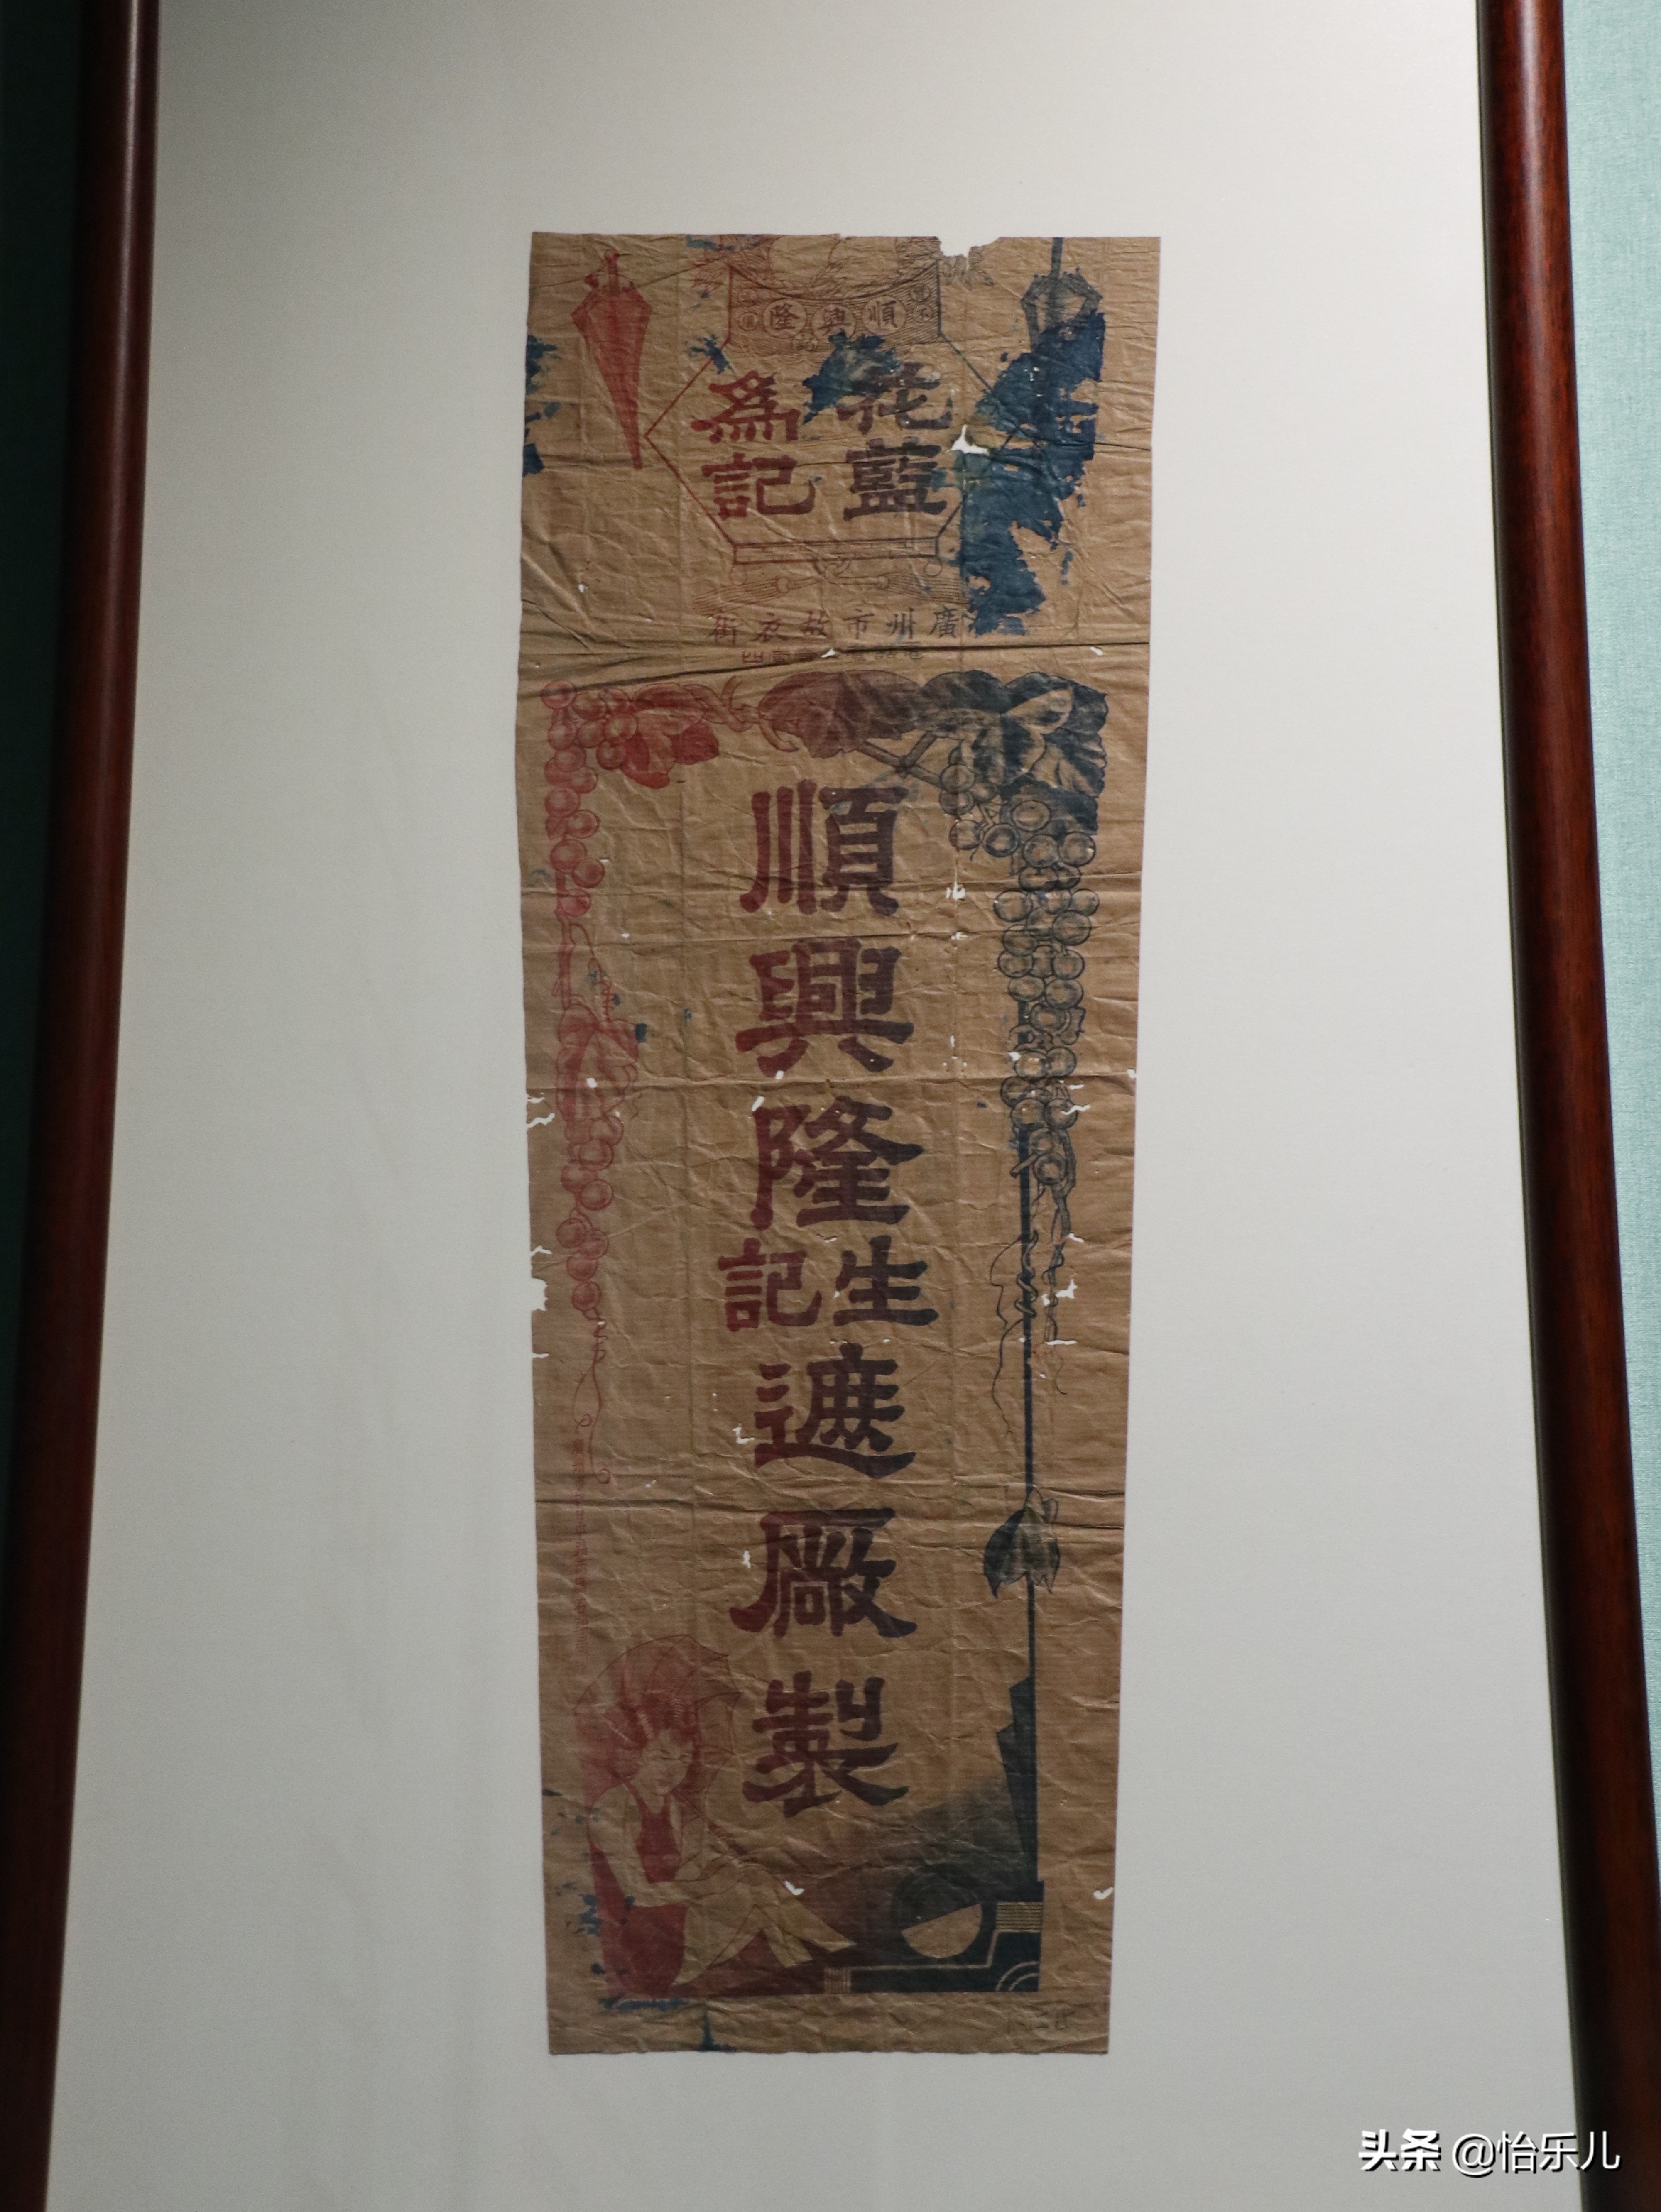 順興隆
花藍
為記
廣州市故衣街
順興隆
生記
遮廠製
头条 @怡乐儿